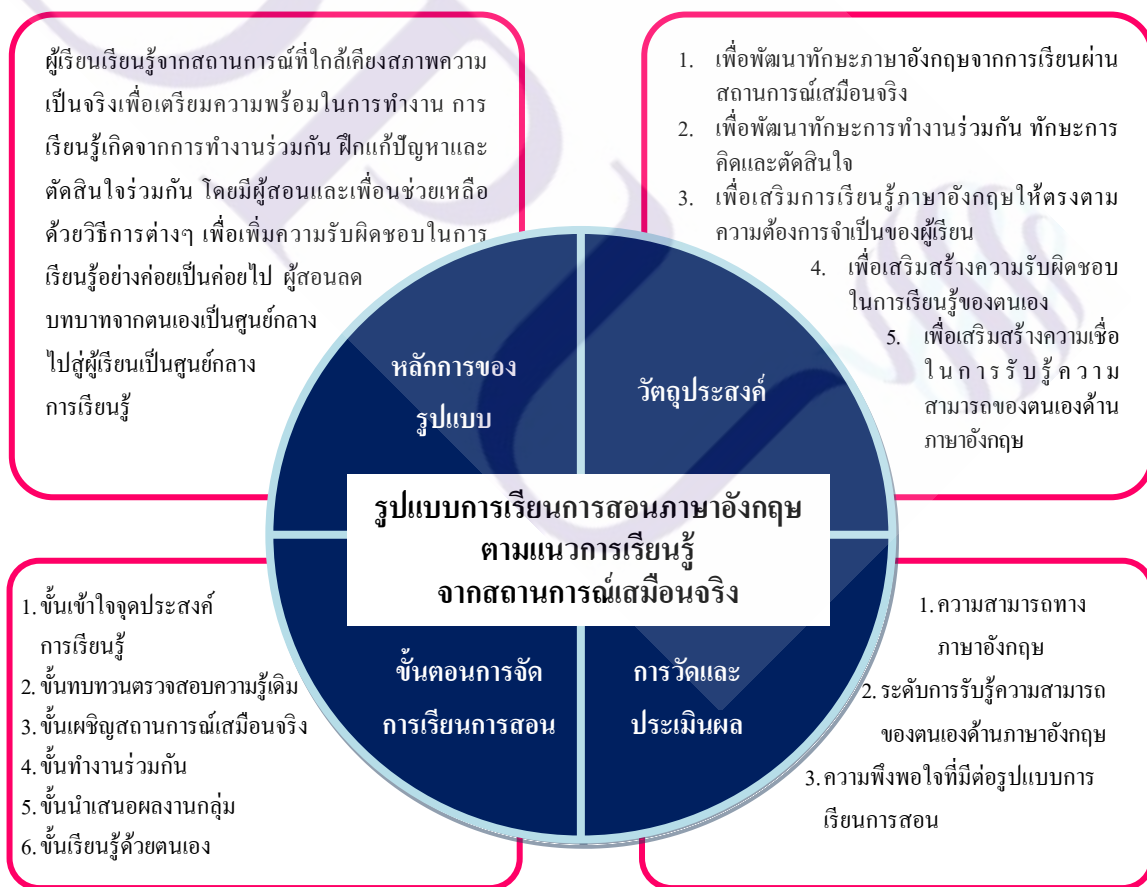 ผู้เรียนเรียนรู้จากสถานการณ์ที่ใกล้เคียงสภาพความ
เป็นจริงเพื่อเตรียมความพร้อมในการทำงาน การ
เรียนรู้เกิดจากการทำงานร่วมกัน ฝึกแก้ปัญหาและ
ตัดสินใจร่วมกัน โดยมีผู้สอนและเพื่อนช่วยเหลือ
ด้วยวิธีการต่างๆ เพื่อเพิ่มความรับผิดชอบในการ
เรียนรู้อย่างค่อยเป็นค่อยไป ผู้สอนลด
บทบาทจากตนเองเป็นศูนย์กลาง
ไปสู่ผู้เรียนเป็นศูนย์กลาง
การเรียนรู้
1. เพื่อพัฒนาทักษะภาษาอังกฤษจากการเรียนผ่าน
สถานการณ์เสมือนจริง
2. เพื่อพัฒนาทักษะการทำงานร่วมกัน ทักษะการ
คิดและตัดสินใจ
3. เพื่อเสริมการเรียนรู้ภาษาอังกฤษให้ตรงตาม
ความต้องการจำเป็นของผู้เรียน
4. เพื่อเสริมสร้างความรับผิดชอบ
ในการเรียนรู้ของตนเอง
5. เพื่อเสริมสร้างความเชื่อ
ในการรับรู้ความ
สามารถของตนเองด้าน
ภาษาอังกฤษ
หลักการของ
รูปแบบ
วัตถุประสงค์
รูปแบบการเรียนการสอนภาษาอังกฤษ
ตามแนวการเรียนรู้
จากสถานการณ์เสมือนจริง
ขั้นตอนการจัด
การเรียนการสอน
การวัดและ
ประเมินผล
1. ขั้นเข้าใจจุดประสงค์
การเรียนรู้
2. ขั้นทบทวนตรวจสอบความรู้เดิม
3. ขั้นเผชิญสถานการณ์เสมือนจริง
4. ขั้นทำงานร่วมกัน
5. ขั้นนำเสนอผลงานกลุ่ม
6. ขั้นเรียนรู้ด้วยตนเอง
1. ความสามารถทาง
ภาษาอังกฤษ
2. ระดับการรับรู้ความสามารถ
ของตนเองด้านภาษาอังกฤษ
3. ความพึงพอใจที่มีต่อรูปแบบการ
เรียนการสอน